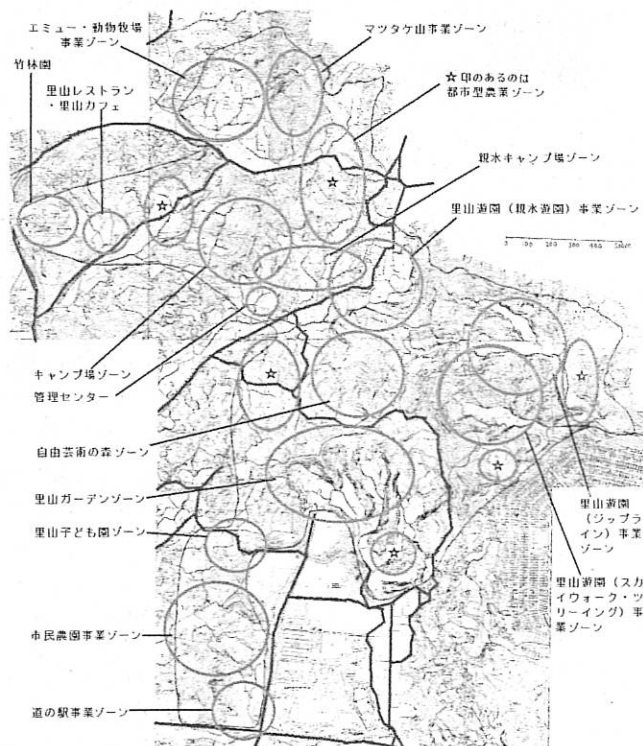 エミュー・動物牧場
事業ゾーン
マツタケ山事業ゾーン
竹林園
里山レストラン
・里山カフェ
☆印のあるのは
都市型農業ゾーン
親水キャンプ場ゾーン
里山遊園（親水遊園）事業ゾーン
☆
☆
キャンプ場ゾーン
管理センター
☆
☆
自由芸術の森ゾーン
☆
里山ガーデンゾーン
里山遊園
（ジップラ
イン）事業
ゾーン
里山子ども園ゾーン
☆
里山遊園（スカ
イウォーク・ツ
リーイング）事
業ゾーン
市民農園事業ゾーン
道の駅事業ゾーン